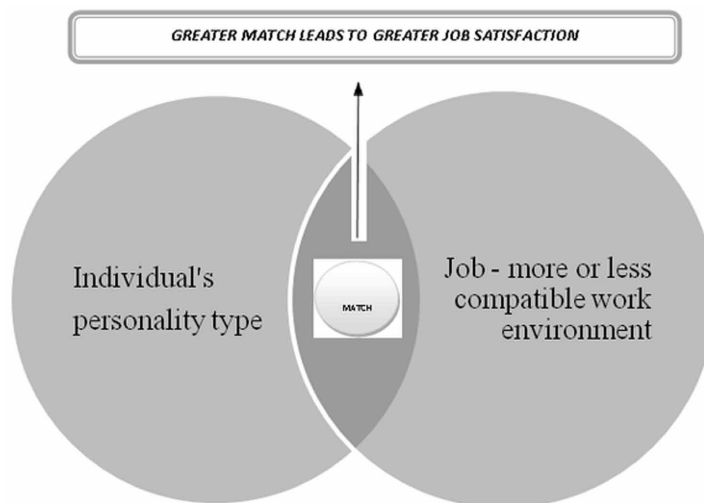 GREATER MATCH LEADS TO GREATER JOB SATISFACTION
Individual's
personality type
MATCH
Job - more or less
compatible work
environment